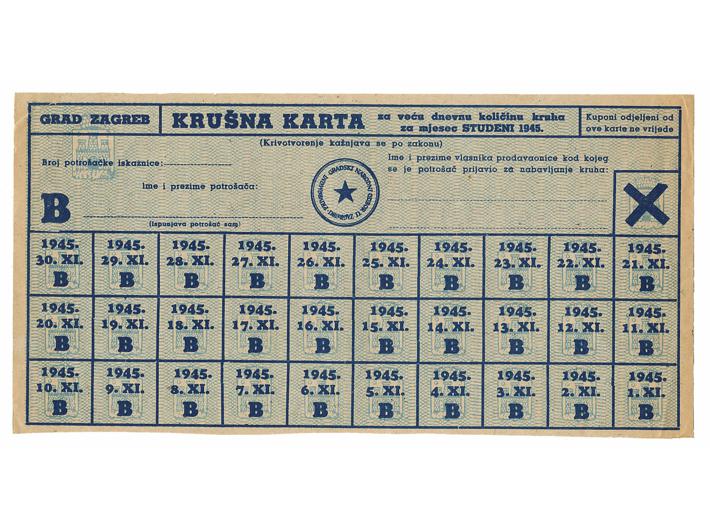 GRAD ZAGREB
KRUŠNA KARTA
za veću dnevnu količinu kruha
za mjesec STUDENI 1945.
Kuponi odjeljeni od
ove karte ne vrijede
(Krivotvorenje kažnjava se po zakonu)
Broj potrošačke iskaznice:
Ime i prezime potrošača:
B
(Ispunjava potrošač sam)
GRADSKI NARODNI ODBOR U ZAGREBU
Ime i prezime vlasnika prodavaonice kod kojeg
se je potrošač prijavio za nabavljanje kruha:
X
1945. 1945. 1945. 1945. 1945. 1945. 1945. 1945. 1945. 1945.
30. XI. 29. XI. 28. XI. 27. XI. 26. XI. 25. XI. 24. XI. 23. XI. 22. XI. 21. XI.
B B B B B B B B B B
1945. 1945. 1945. 1945. 1945. 1945. 1945. 1945. 1945. 1945.
20. XI. 19. XI. 18. XI. 17. XI. 16. XI. 15. XI. 14. XI. 13. XI. 12. XI. 11. XI.
B B B B B B B B B B
1945. 1945. 1945. 1945. 1945. 1945. 1945. 1945. 1945. 1945.
10. XI. 9. XI. 8. XI. 7. XI. 6. XI. 5. XI. 4. XI. 3. XI. 2. XI. 1. XI.
B B B B B B B B B B